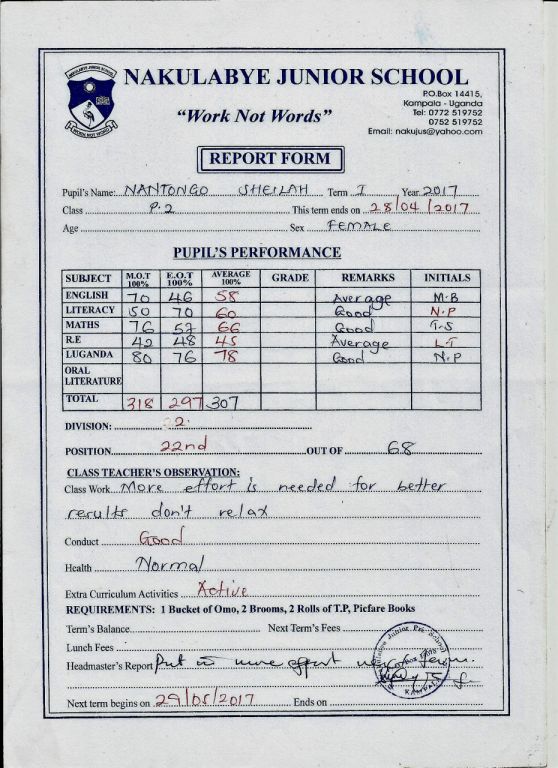 NAKULABYE JUNIOR SCHOOL
P.O.Box 14415,
Kampala - Uganda
Tel: 0772 519752
0752 519752
Email: nakujus@yahoo.com
"Work Not Words"
REPORT FORM
Pupil's Name: NANTONGO SHEILAH Term I Year 2017
Class P.2 This term ends on 28/04/2017
Age Sex FEMALE
PUPIL'S PERFORMANCE
SUBJECT M.O.T 100% E.O.T 100% AVERAGE 100% GRADE REMARKS INITIALS
ENGLISH 70 46 58 Average M.B
LITERACY 50 70 60 Good N.P
MATHS 76 57 66 Good T.S
R.E 42 48 45 Average L.T
LUGANDA 80 76 78 Good N.P
ORAL LITERATURE
TOTAL 318 297 307
DIVISION: 2
POSITION 22nd OUT OF 68
CLASS TEACHER'S OBSERVATION:
Class Work More effort is needed for better
results don't relax
Conduct Good
Health Normal
Extra Curriculum Activities Active
REQUIREMENTS: 1 Bucket of Omo, 2 Brooms, 2 Rolls of T.P, Picfare Books
Term's Balance Next Term's Fees
Lunch Fees
Headmaster's Report Put in more effort
Next term begins on 29/05/2017 Ends on